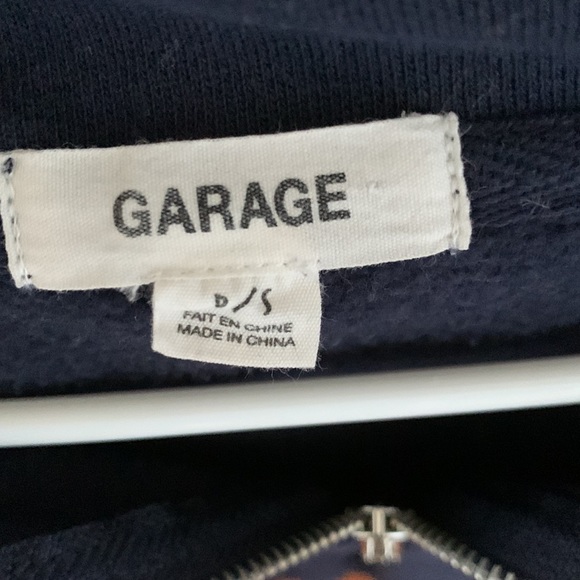 GARAGE
P/S
FAIT EN CHINE
MADE IN CHINA